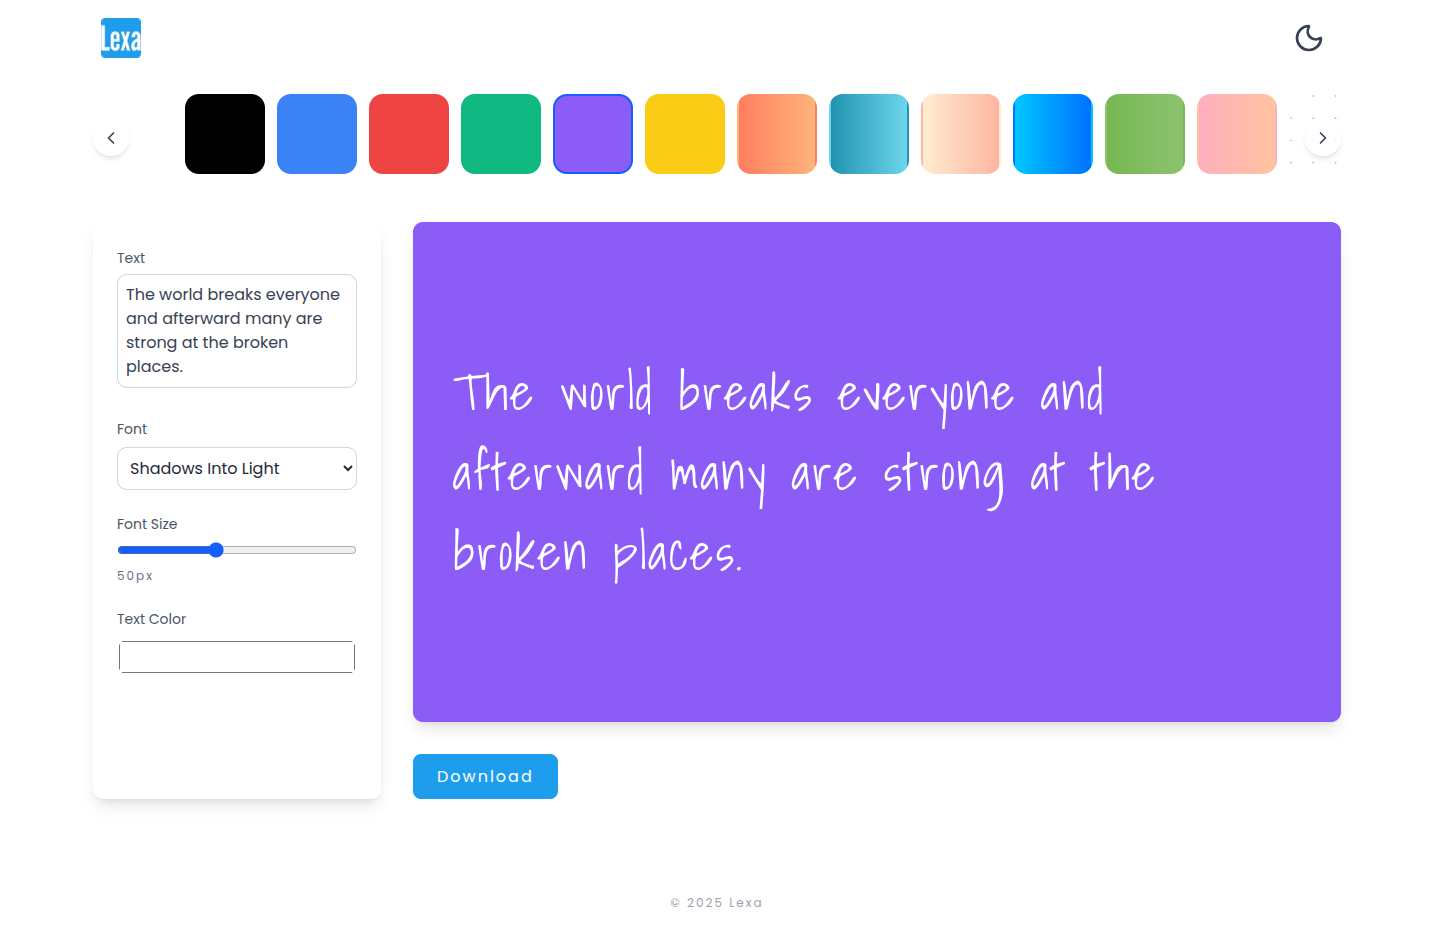 Lexa
Text
The world breaks everyone
and afterward many are
strong at the broken
places.
Font
Shadows Into Light
Font Size
50px
Text Color
The world breaks everyone and
afterward many are strong at the
broken places.
Download
© 2025 Lexa